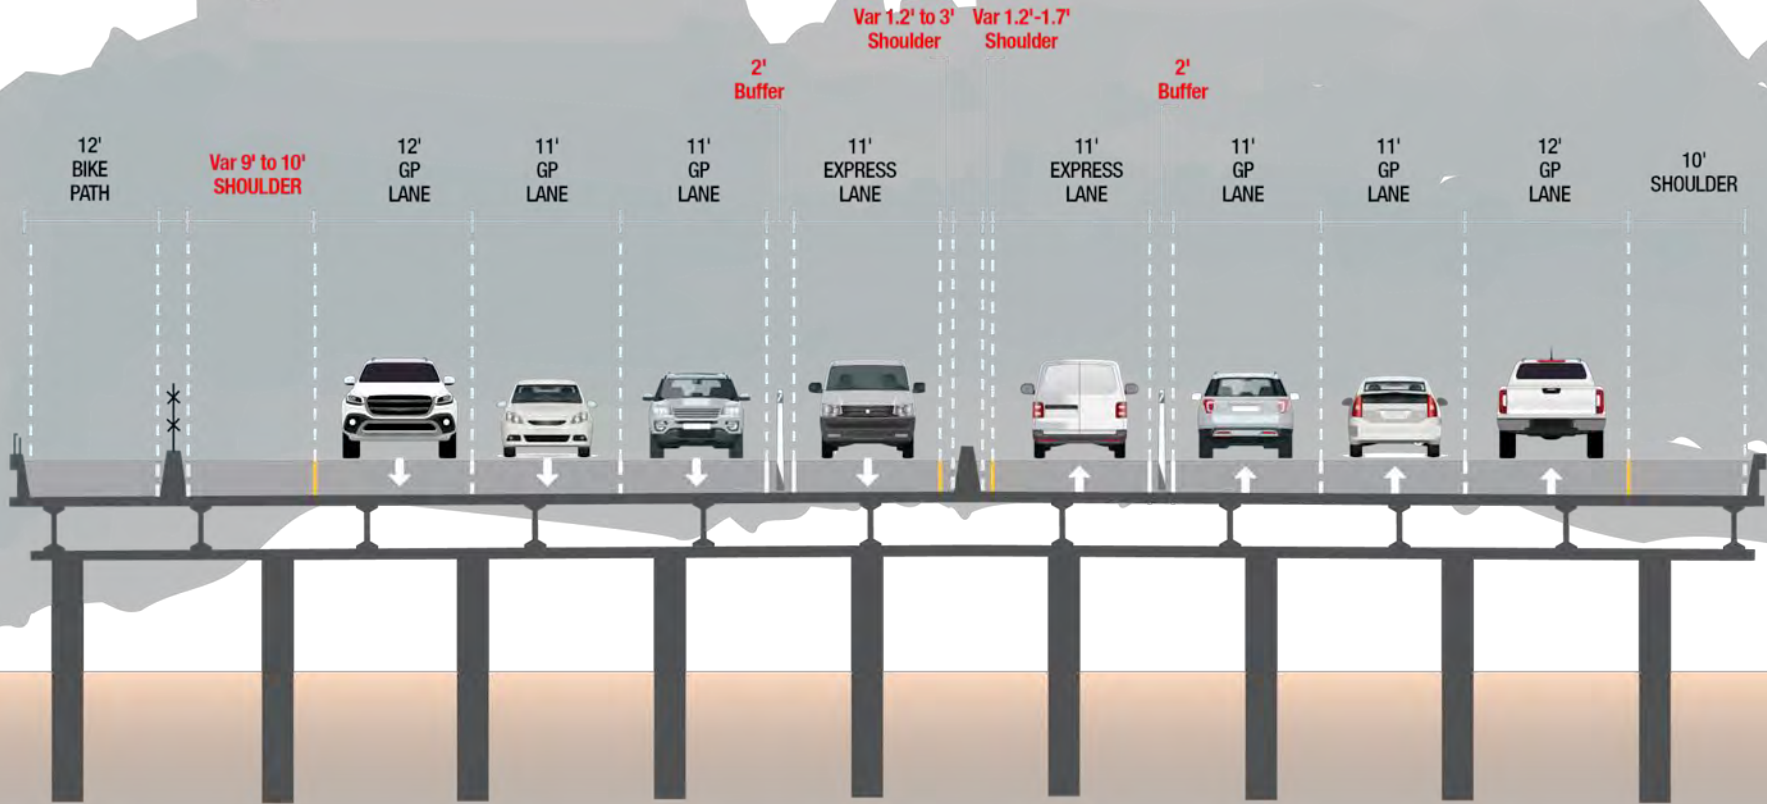 Var 1.2' to 3'
Shoulder
Var 1.2'-1.7'
Shoulder
2'
Buffer
2'
Buffer
12'
BIKE
PATH
Var 9' to 10'
SHOULDER
12'
GP
LANE
11'
GP
LANE
11'
GP
LANE
11'
EXPRESS
LANE
11'
EXPRESS
LANE
11'
GP
LANE
11'
GP
LANE
12'
GP
LANE
10'
SHOULDER